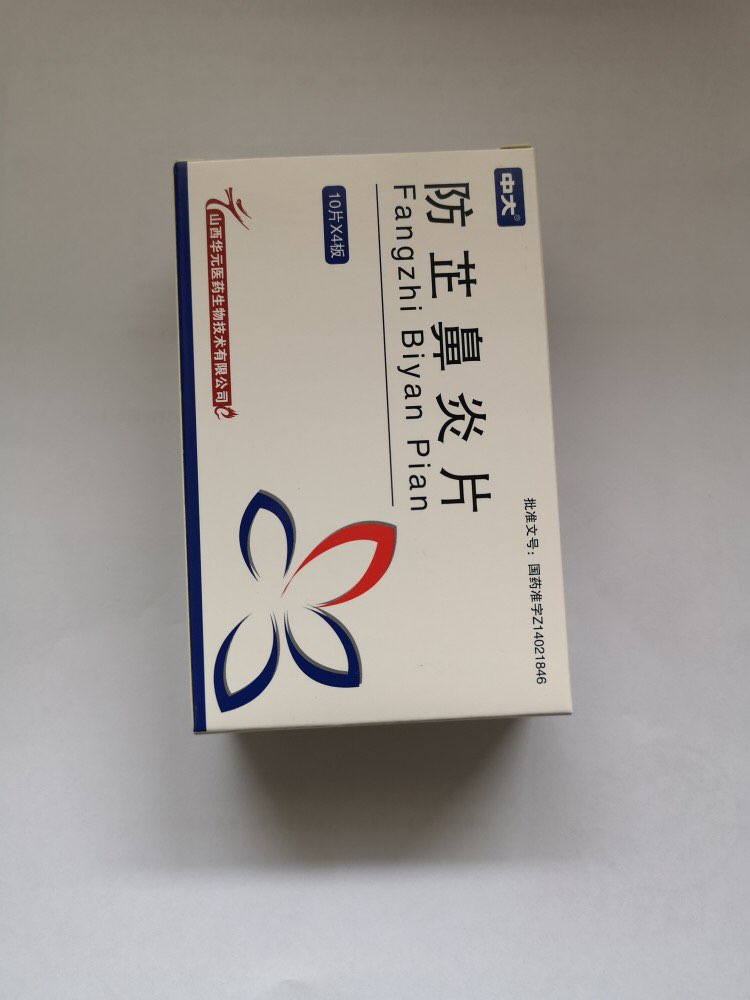 中大®
批准文号：国药准字Z14021846
防芷鼻炎片
Fangzhi Biyan Pian
10片X4板
山西华元医药生物技术有限公司